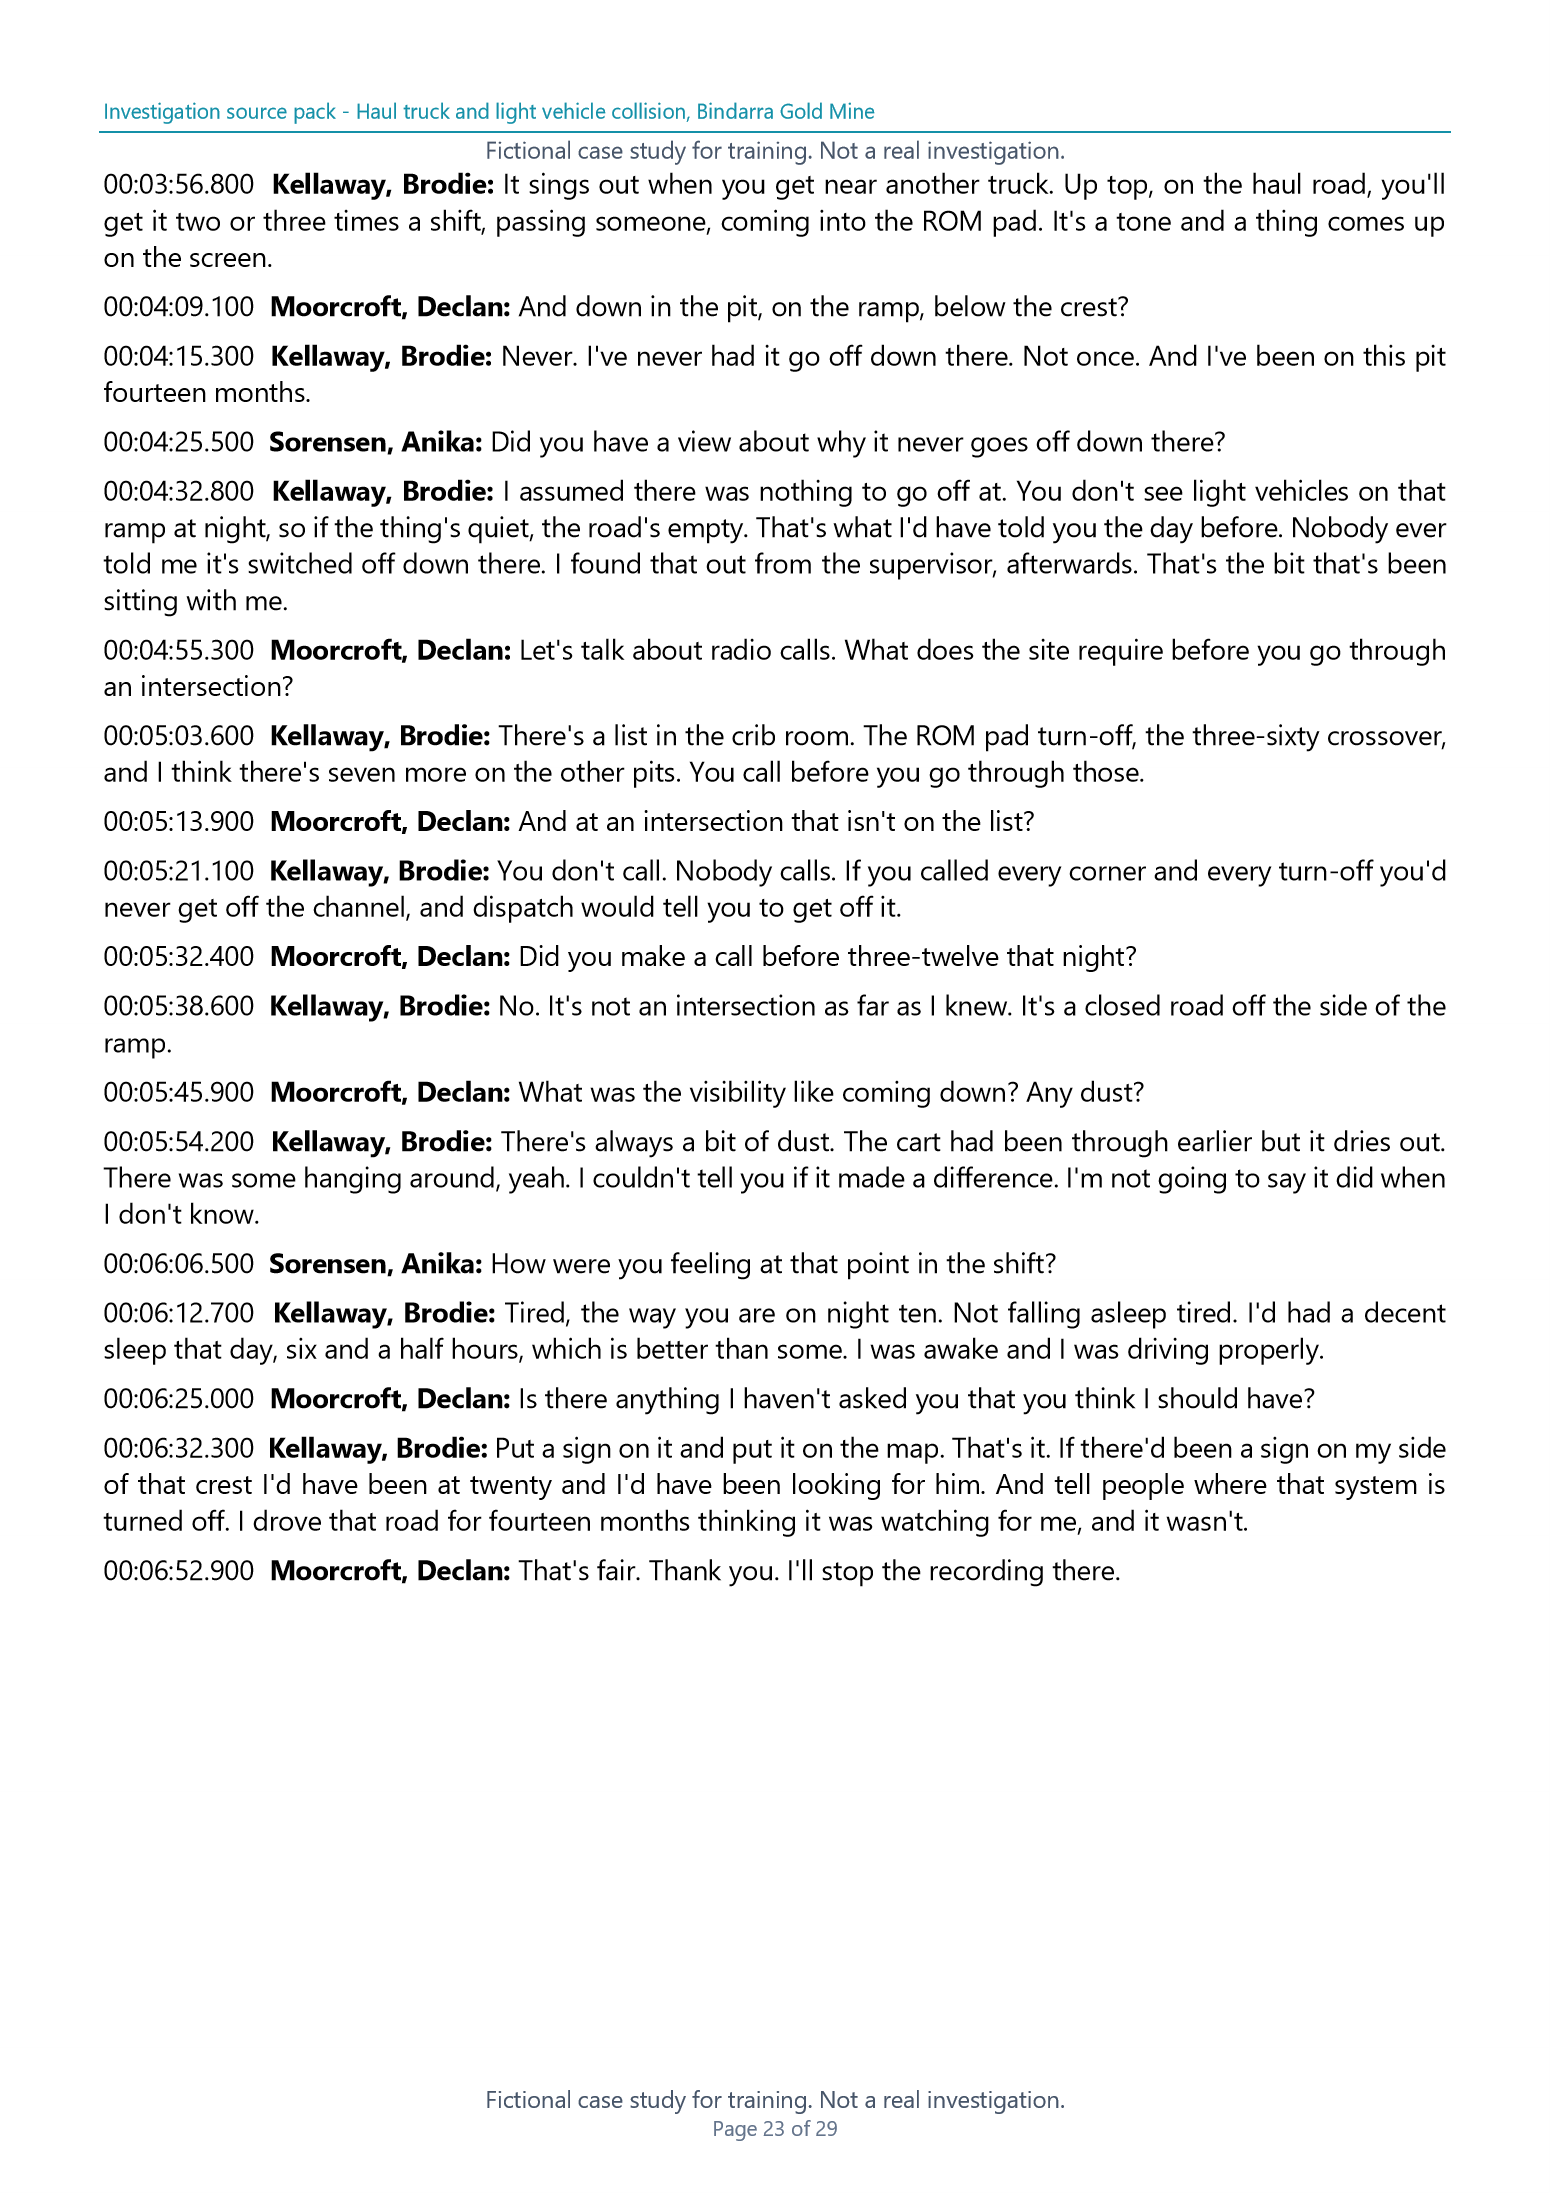 Investigation source pack - Haul truck and light vehicle collision, Bindarra Gold Mine
Fictional case study for training. Not a real investigation.
00:03:56.800 Kellaway, Brodie: It sings out when you get near another truck. Up top, on the haul road, you'll
get it two or three times a shift, passing someone, coming into the ROM pad. It's a tone and a thing comes up
on the screen.
00:04:09.100 Moorcroft, Declan: And down in the pit, on the ramp, below the crest?
00:04:15.300 Kellaway, Brodie: Never. I've never had it go off down there. Not once. And I've been on this pit
fourteen months.
00:04:25.500 Sorensen, Anika: Did you have a view about why it never goes off down there?
00:04:32.800 Kellaway, Brodie: I assumed there was nothing to go off at. You don't see light vehicles on that
ramp at night, so if the thing's quiet, the road's empty. That's what I'd have told you the day before. Nobody ever
told me it's switched off down there. I found that out from the supervisor, afterwards. That's the bit that's been
sitting with me.
00:04:55.300 Moorcroft, Declan: Let's talk about radio calls. What does the site require before you go through
an intersection?
00:05:03.600 Kellaway, Brodie: There's a list in the crib room. The ROM pad turn-off, the three-sixty crossover,
and I think there's seven more on the other pits. You call before you go through those.
00:05:13.900 Moorcroft, Declan: And at an intersection that isn't on the list?
00:05:21.100 Kellaway, Brodie: You don't call. Nobody calls. If you called every corner and every turn-off you'd
never get off the channel, and dispatch would tell you to get off it.
00:05:32.400 Moorcroft, Declan: Did you make a call before three-twelve that night?
00:05:38.600 Kellaway, Brodie: No. It's not an intersection as far as I knew. It's a closed road off the side of the
ramp.
00:05:45.900 Moorcroft, Declan: What was the visibility like coming down? Any dust?
00:05:54.200 Kellaway, Brodie: There's always a bit of dust. The cart had been through earlier but it dries out.
There was some hanging around, yeah. I couldn't tell you if it made a difference. I'm not going to say it did when
I don't know.
00:06:06.500 Sorensen, Anika: How were you feeling at that point in the shift?
00:06:12.700 Kellaway, Brodie: Tired, the way you are on night ten. Not falling asleep tired. I'd had a decent
sleep that day, six and a half hours, which is better than some. I was awake and I was driving properly.
00:06:25.000 Moorcroft, Declan: Is there anything I haven't asked you that you think I should have?
00:06:32.300 Kellaway, Brodie: Put a sign on it and put it on the map. That's it. If there'd been a sign on my side
of that crest I'd have been at twenty and I'd have been looking for him. And tell people where that system is
turned off. I drove that road for fourteen months thinking it was watching for me, and it wasn't.
00:06:52.900 Moorcroft, Declan: That's fair. Thank you. I'll stop the recording there.
Fictional case study for training. Not a real investigation.
Page 23 of 29